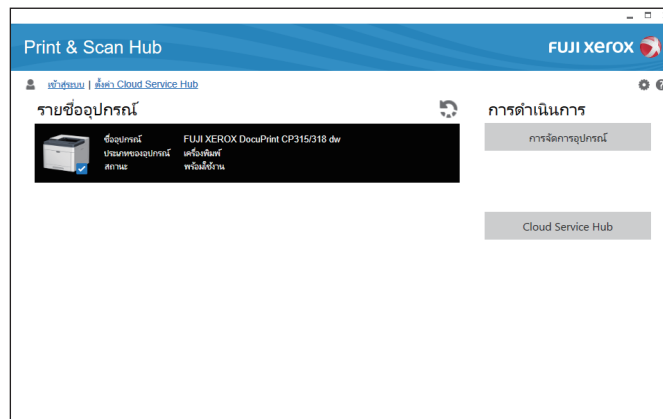 Print & Scan Hub
FUJI XEROX
เข้าสู่ระบบ | ตั้งค่า Cloud Service Hub
รายชื่ออุปกรณ์
การดำเนินการ
ชื่ออุปกรณ์ FUJI XEROX DocuPrint CP315/318 dw
ประเภทของอุปกรณ์ เครื่องพิมพ์
สถานะ พร้อมใช้งาน
การจัดการอุปกรณ์
Cloud Service Hub